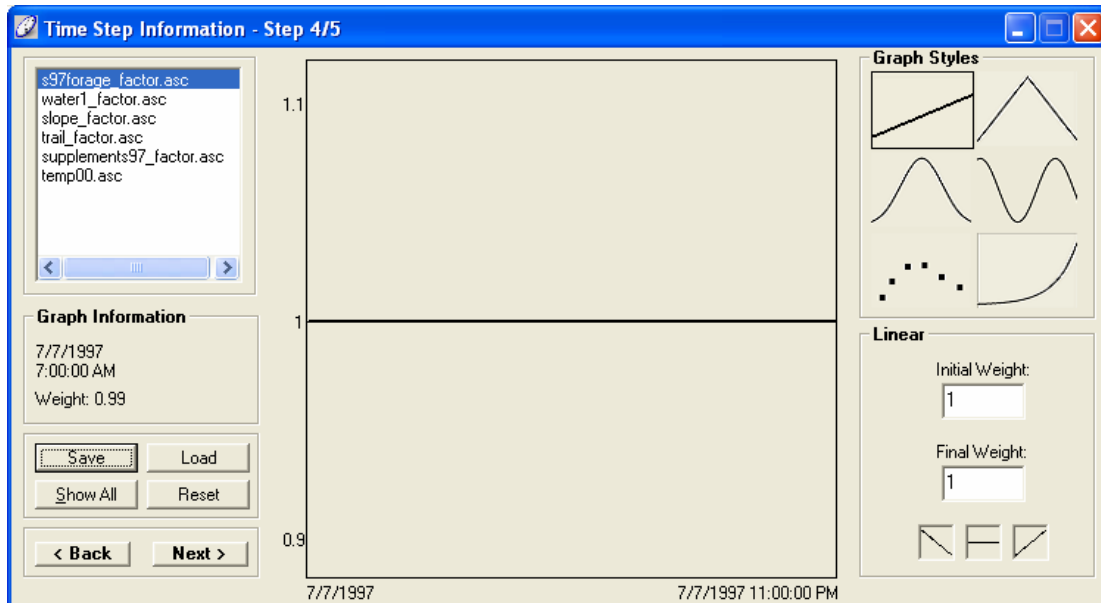 Time Step Information - Step 4/5
s97forage_factor.asc
water1_factor.asc
slope_factor.asc
trail_factor.asc
supplements97_factor.asc
temp00.asc
Graph Information
7/7/1997
7:00:00 AM
Weight: 0.99
Save
Load
Show All
Reset
< Back
Next >
1.1
1
0.9
7/7/1997
7/7/1997 11:00:00 PM
Graph Styles
Linear
Initial Weight:
1
Final Weight:
1